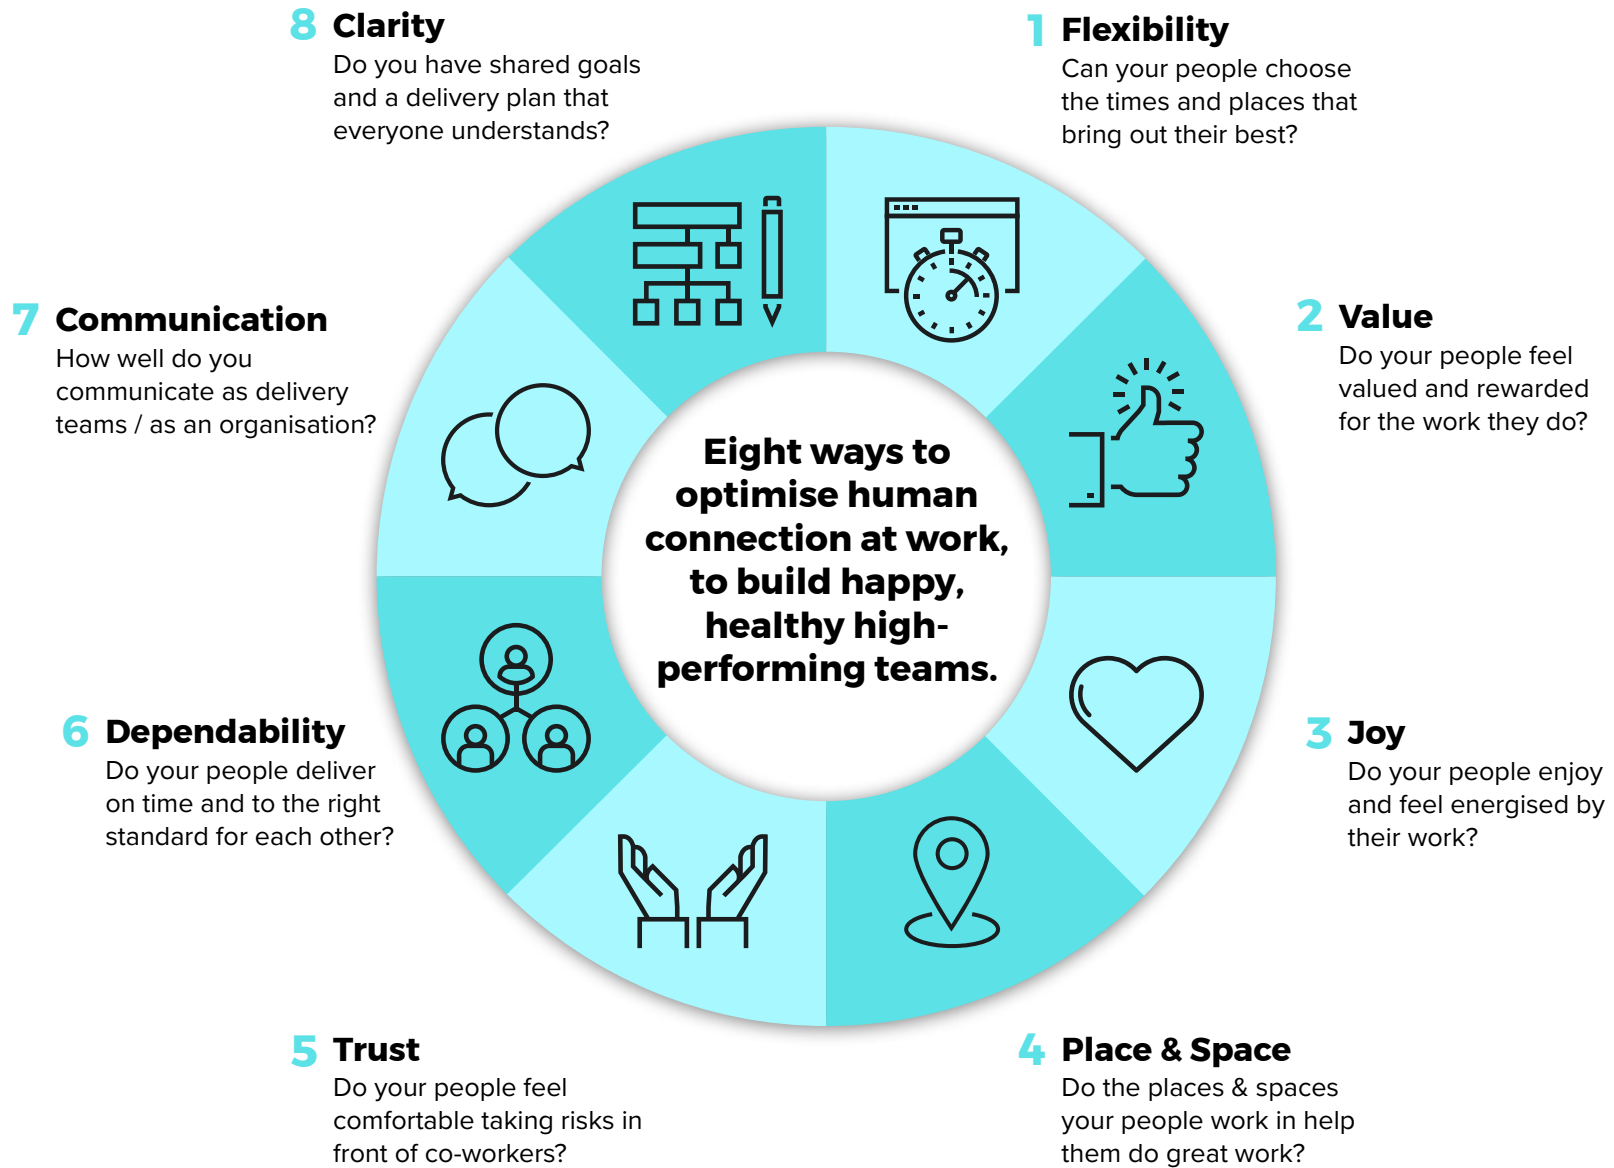 8 Clarity
Do you have shared goals
and a delivery plan that
everyone understands?
1 Flexibility
Can your people choose
the times and places that
bring out their best?
7 Communication
How well do you
communicate as delivery
teams / as an organisation?
2 Value
Do your people feel
valued and rewarded
for the work they do?
Eight ways to
optimise human
connection at work,
to build happy,
healthy high-
performing teams.
6 Dependability
Do your people deliver
on time and to the right
standard for each other?
3 Joy
Do your people enjoy
and feel energised by
their work?
5 Trust
Do your people feel
comfortable taking risks in
front of co-workers?
4 Place & Space
Do the places & spaces
your people work in help
them do great work?